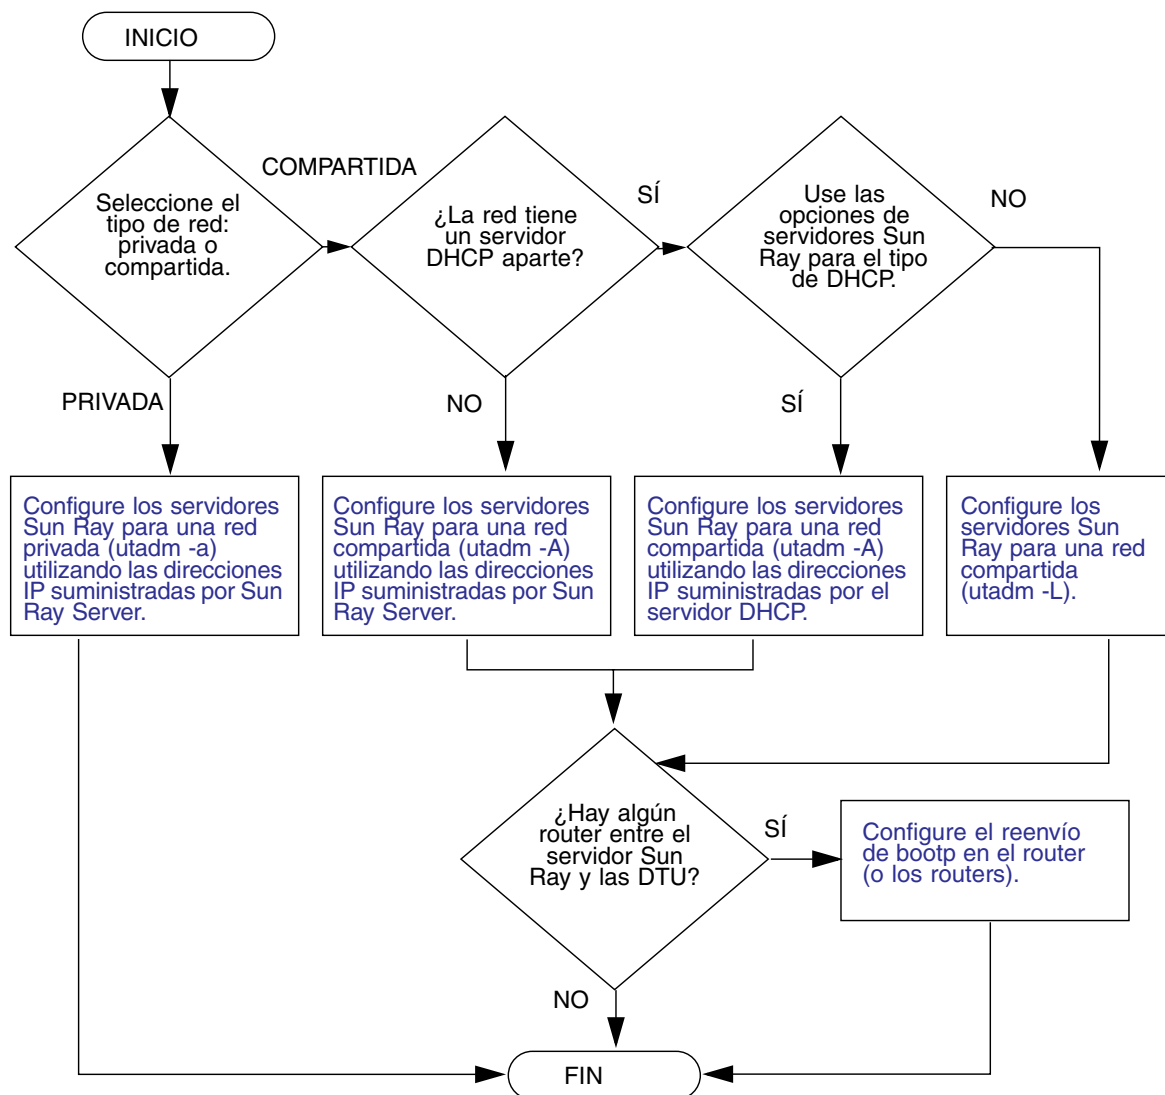 INICIO
COMPARTIDA
Seleccione el
tipo de red:
privada o
compartida.
¿La red tiene
un servidor
DHCP aparte?
SÍ
Use las
opciones de
servidores Sun
Ray para el tipo
de DHCP.
NO
PRIVADA
NO
SÍ
Configure los servidores
Sun Ray para una red
privada (utadm -a)
utilizando las direcciones
IP suministradas por Sun
Ray Server.
Configure los servidores
Sun Ray para una red
compartida (utadm -A)
utilizando las direcciones
IP suministradas por Sun
Ray Server.
Configure los servidores
Sun Ray para una red
compartida (utadm -A)
utilizando las direcciones
IP suministradas por el
servidor DHCP.
Configure los
servidores Sun
Ray para una red
compartida
(utadm -L).
¿Hay algún
router entre el
servidor Sun
Ray y las DTU?
SÍ
Configure el reenvío
de bootp en el router
(o los routers).
NO
FIN